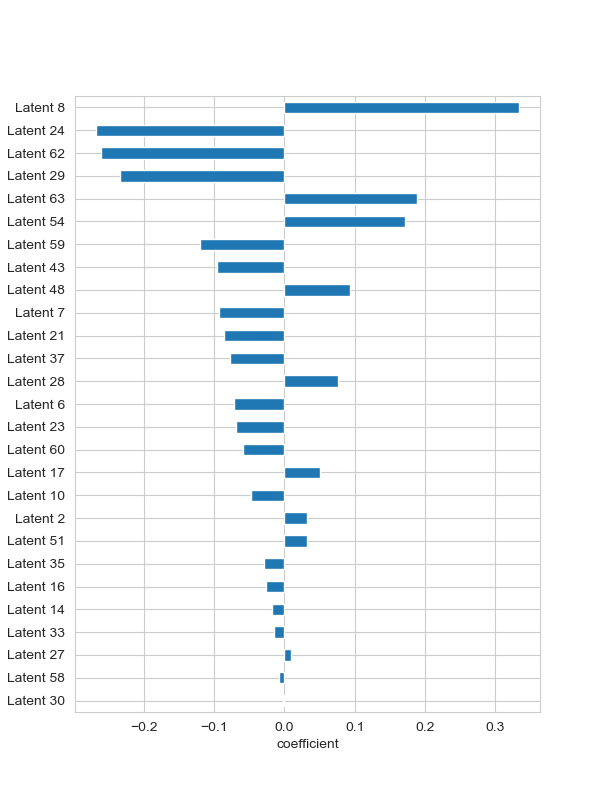 Latent 8
Latent 24
Latent 62
Latent 29
Latent 63
Latent 54
Latent 59
Latent 43
Latent 48
Latent 7
Latent 21
Latent 37
Latent 28
Latent 6
Latent 23
Latent 60
Latent 17
Latent 10
Latent 2
Latent 51
Latent 35
Latent 16
Latent 14
Latent 33
Latent 27
Latent 58
Latent 30
−0.2 −0.1 0.0 0.1 0.2 0.3
coefficient